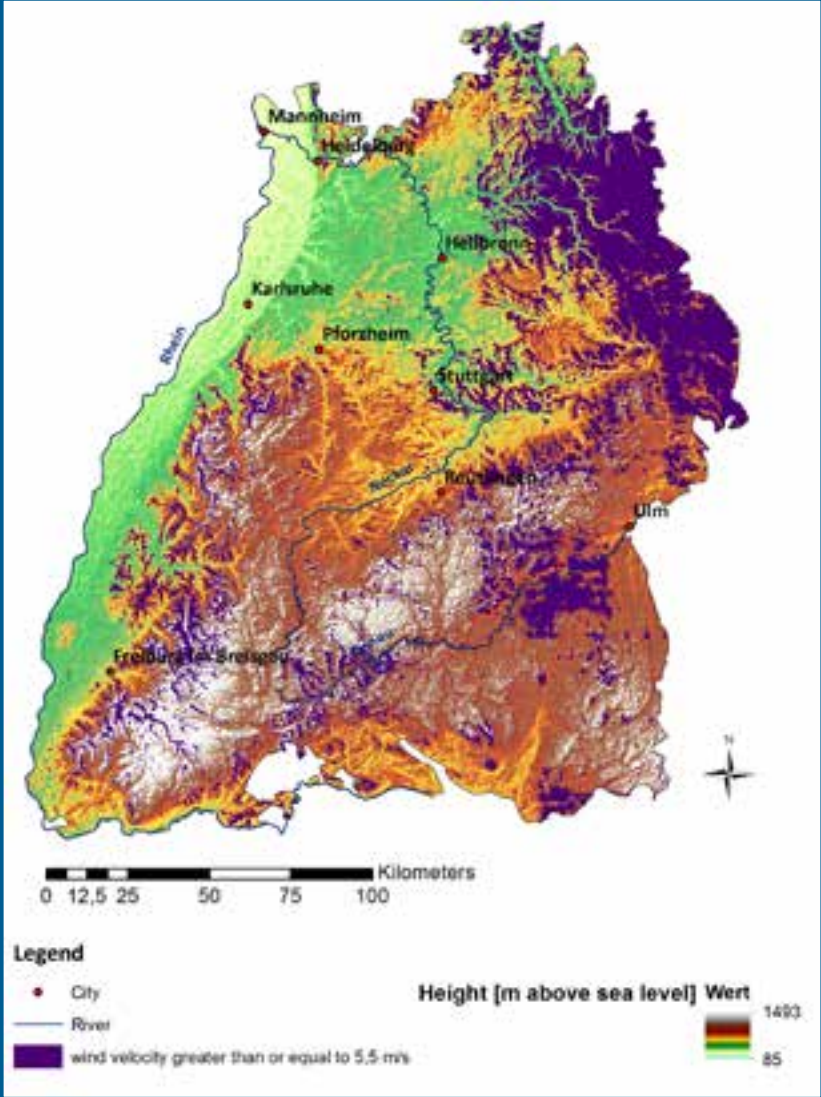 Mannheim
Heidelberg
Heilbronn
Karlsruhe
Pforzheim
Rhein
Stuttgart
Neckar
Reutlingen
Ulm
Freiburg im Breisgau
N
Kilometers
0 12,5 25 50 75 100
Legend
City
River
wind velocity greater than or equal to 5,5 m/s
Height [m above sea level] Wert
1493
85